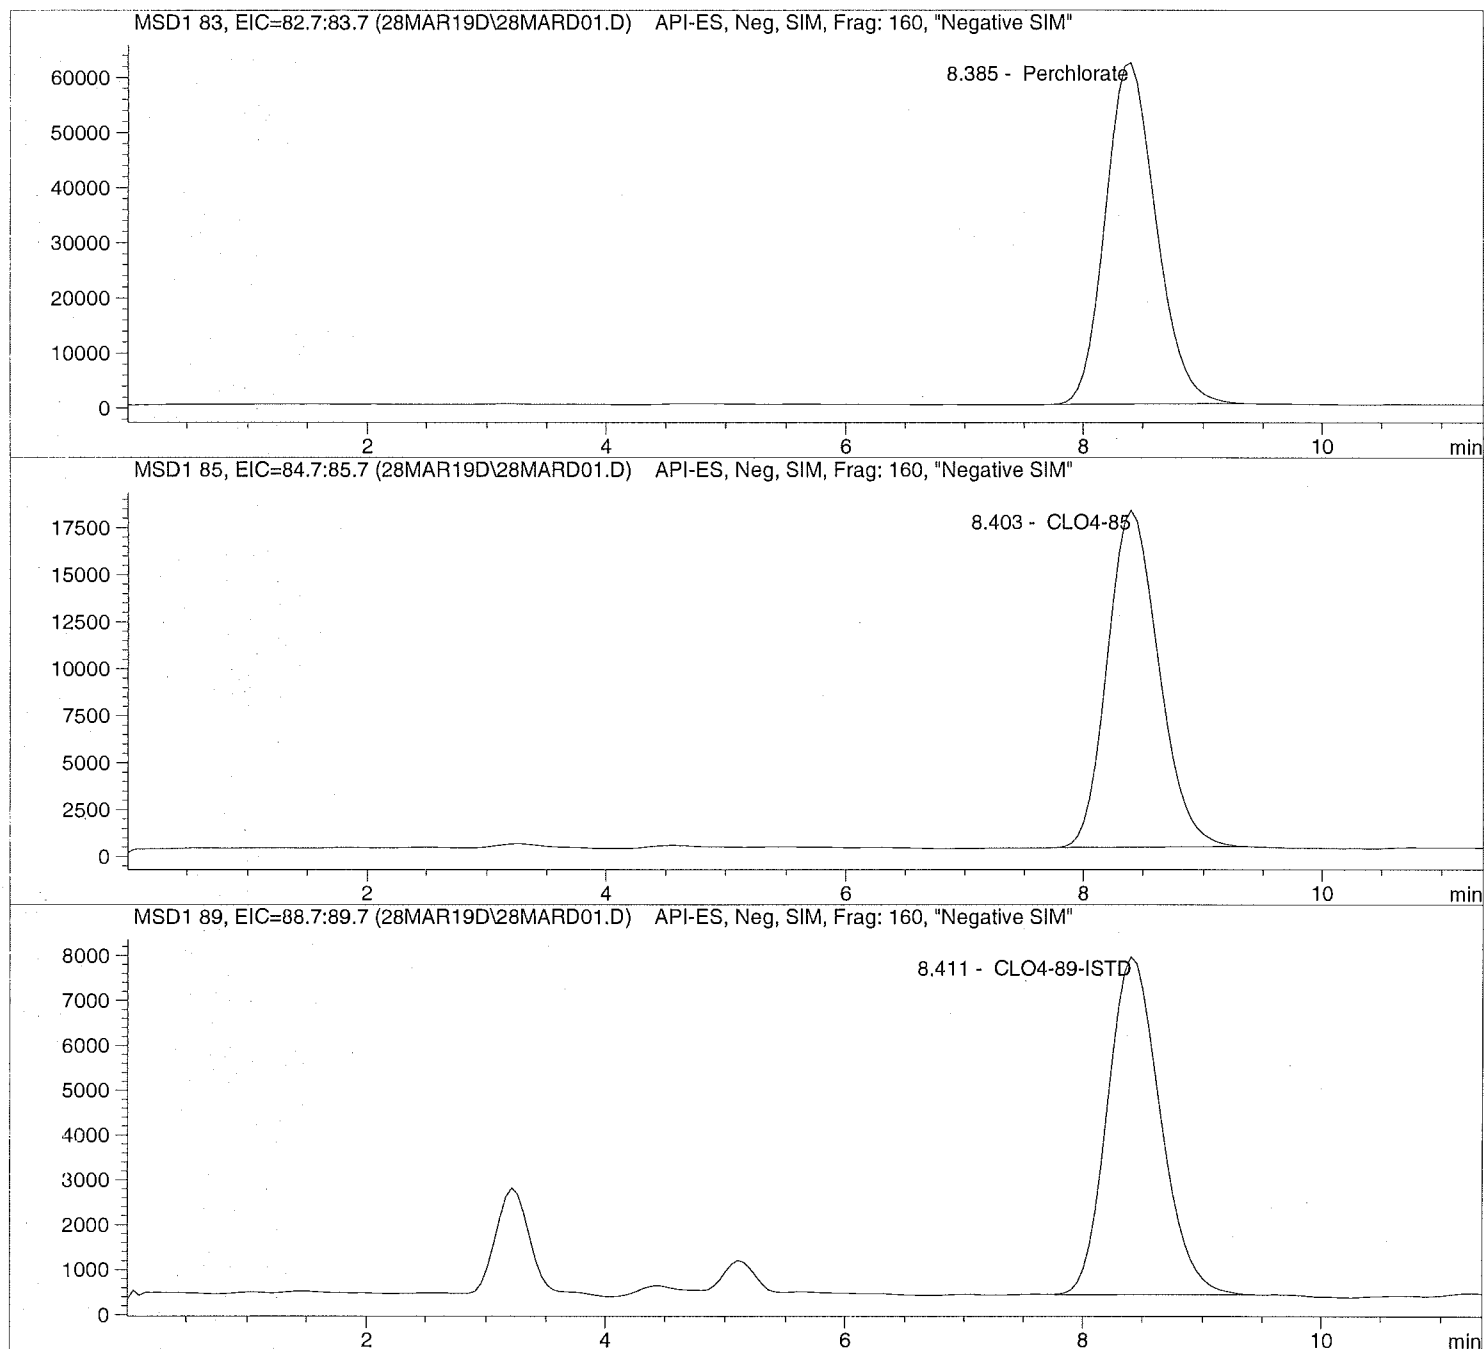 MSD1 83, EIC=82.7:83.7 (28MAR19D\28MARD01.D) API-ES, Neg, SIM, Frag: 160, "Negative SIM"
8.385 - Perchlorate
60000
50000
40000
30000
20000
10000
0
2 4 6 8 10 min
MSD1 85, EIC=84.7:85.7 (28MAR19D\28MARD01.D) API-ES, Neg, SIM, Frag: 160, "Negative SIM"
8.403 - CLO4-85
17500
15000
12500
10000
7500
5000
2500
0
2 4 6 8 10 min
MSD1 89, EIC=88.7:89.7 (28MAR19D\28MARD01.D) API-ES, Neg, SIM, Frag: 160, "Negative SIM"
8.411 - CLO4-89-ISTD
8000
7000
6000
5000
4000
3000
2000
1000
0
2 4 6 8 10 min